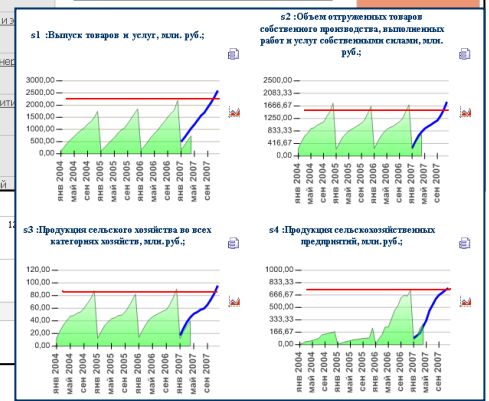 s1 :Выпуск товаров и услуг, млн. руб.;
3000,00
2500,00
2000,00
1500,00
1000,00
500,00
0,00
янв 2004
май 2004
сен 2004
янв 2005
май 2005
сен 2005
янв 2006
май 2006
сен 2006
янв 2007
май 2007
сен 2007
s2 :Объем отгруженных товаров
собственного производства, выполненных
работ и услуг собственными силами, млн.
руб.;
2500,00
2083,33
1666,67
1250,00
833,33
416,67
0,00
янв 2004
май 2004
сен 2004
янв 2005
май 2005
сен 2005
янв 2006
май 2006
сен 2006
янв 2007
май 2007
сен 2007
s3 :Продукция сельского хозяйства во всех
категориях хозяйств, млн. руб.;
120,00
100,00
80,00
60,00
40,00
20,00
0,00
янв 2004
май 2004
сен 2004
янв 2005
май 2005
сен 2005
янв 2006
май 2006
сен 2006
янв 2007
май 2007
сен 2007
s4 :Продукция сельскохозяйственных
предприятий, млн. руб.;
1000,00
833,33
666,67
500,00
333,33
166,67
0,00
янв 2004
май 2004
сен 2004
янв 2005
май 2005
сен 2005
янв 2006
май 2006
сен 2006
янв 2007
май 2007
сен 2007